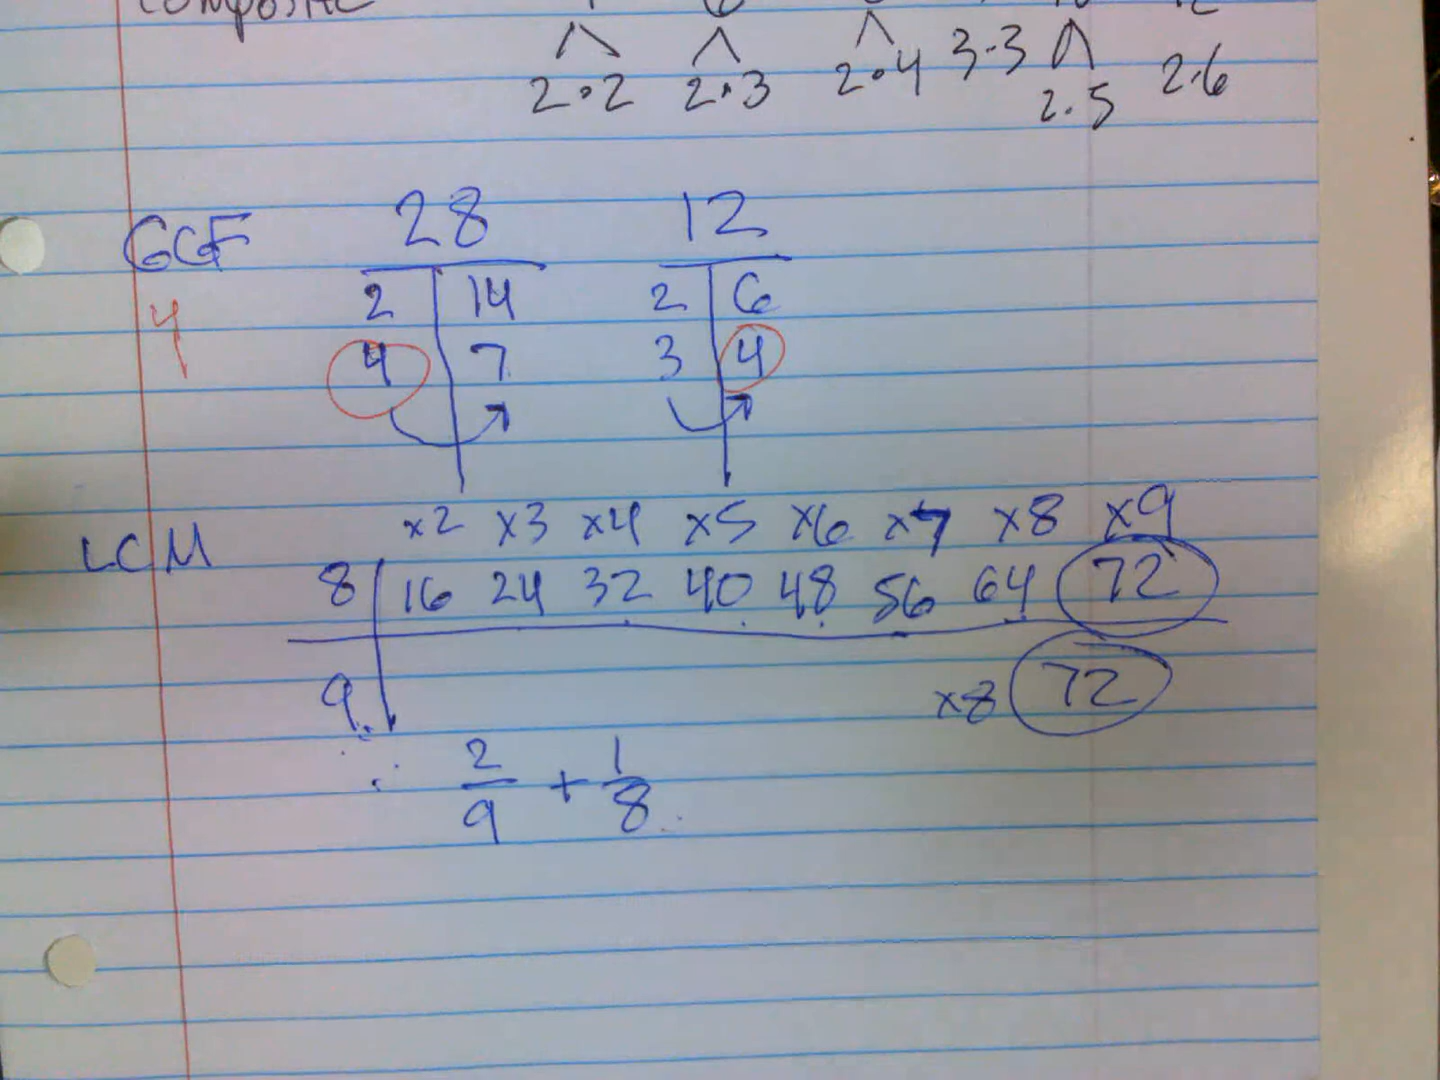 composite
2·2 2·3 2·4 3·3 2·5 2·6
GCF 28 12
4 2 14 2 6
4 7 3 4
LCM x2 x3 x4 x5 x6 x7 x8 x9
8 16 24 32 40 48 56 64 72
9 x8 72
2/9 + 1/8